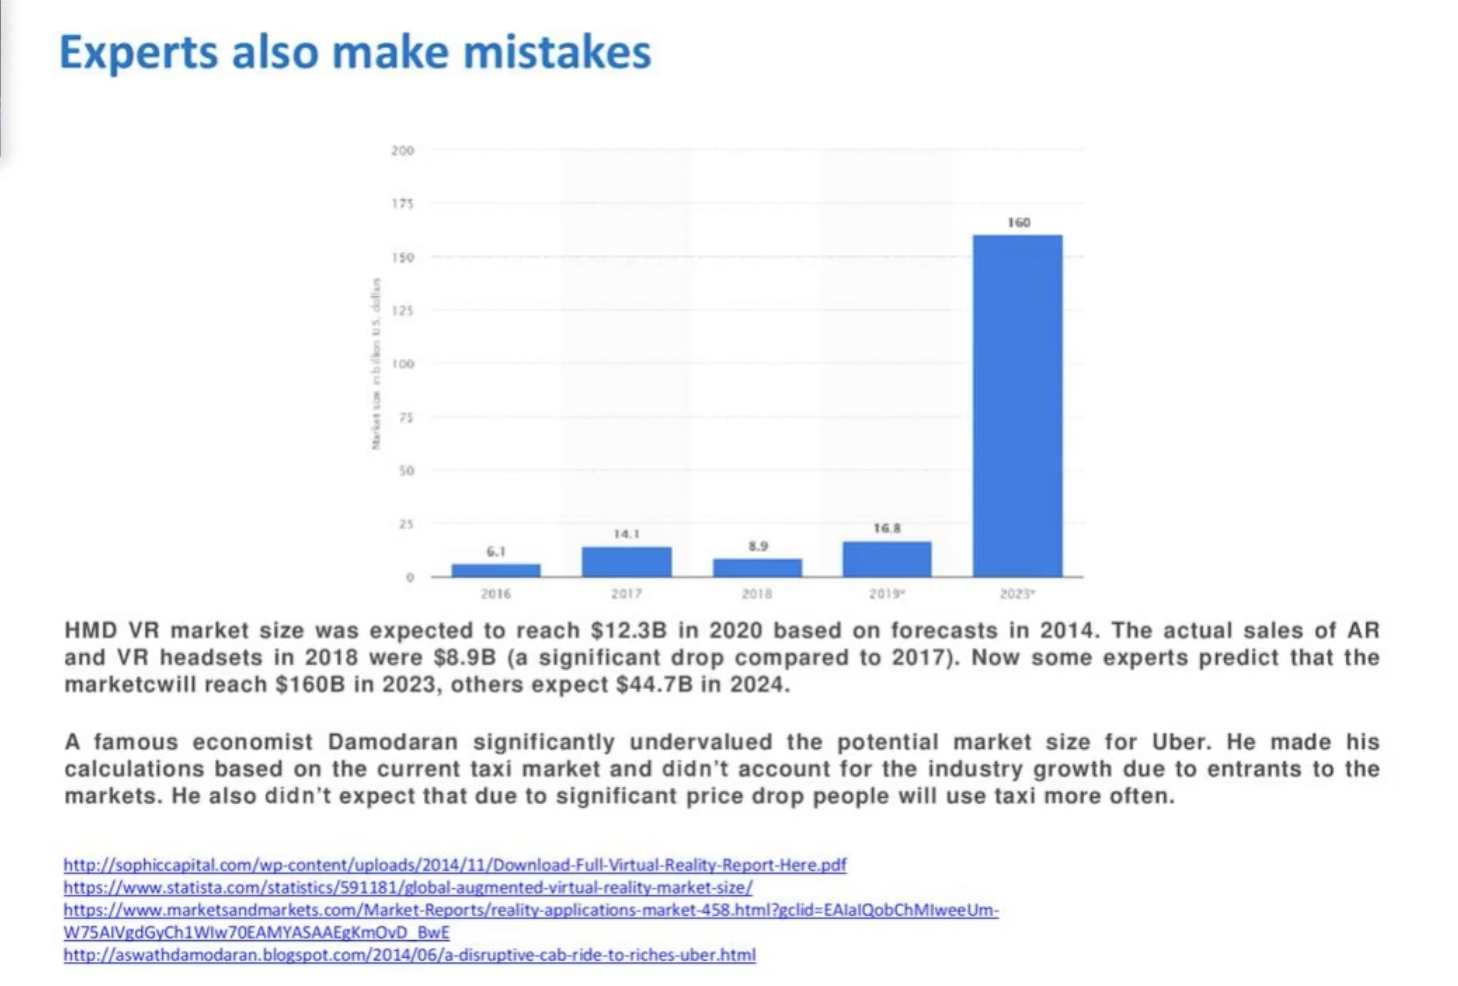 Experts also make mistakes
200
175
150
125
100
75
50
25
0
Market size in billion U.S. dollars
6.1
14.1
8.9
16.8
160
2016
2017
2018
2019*
2023*
HMD VR market size was expected to reach $12.3B in 2020 based on forecasts in 2014. The actual sales of AR
and VR headsets in 2018 were $8.9B (a significant drop compared to 2017). Now some experts predict that the
marketcwill reach $160B in 2023, others expect $44.7B in 2024.
A famous economist Damodaran significantly undervalued the potential market size for Uber. He made his
calculations based on the current taxi market and didn't account for the industry growth due to entrants to the
markets. He also didn't expect that due to significant price drop people will use taxi more often.
http://sophiccapital.com/wp-content/uploads/2014/11/Download-Full-Virtual-Reality-Report-Here.pdf
https://www.statista.com/statistics/591181/global-augmented-virtual-reality-market-size/
https://www.marketsandmarkets.com/Market-Reports/reality-applications-market-458.html?gclid=EAIaIQobChMIweeUm-
W75AIVgdGyCh1WIw70EAMYASAAEgKmOvD_BwE
http://aswathdamodaran.blogspot.com/2014/06/a-disruptive-cab-ride-to-riches-uber.html